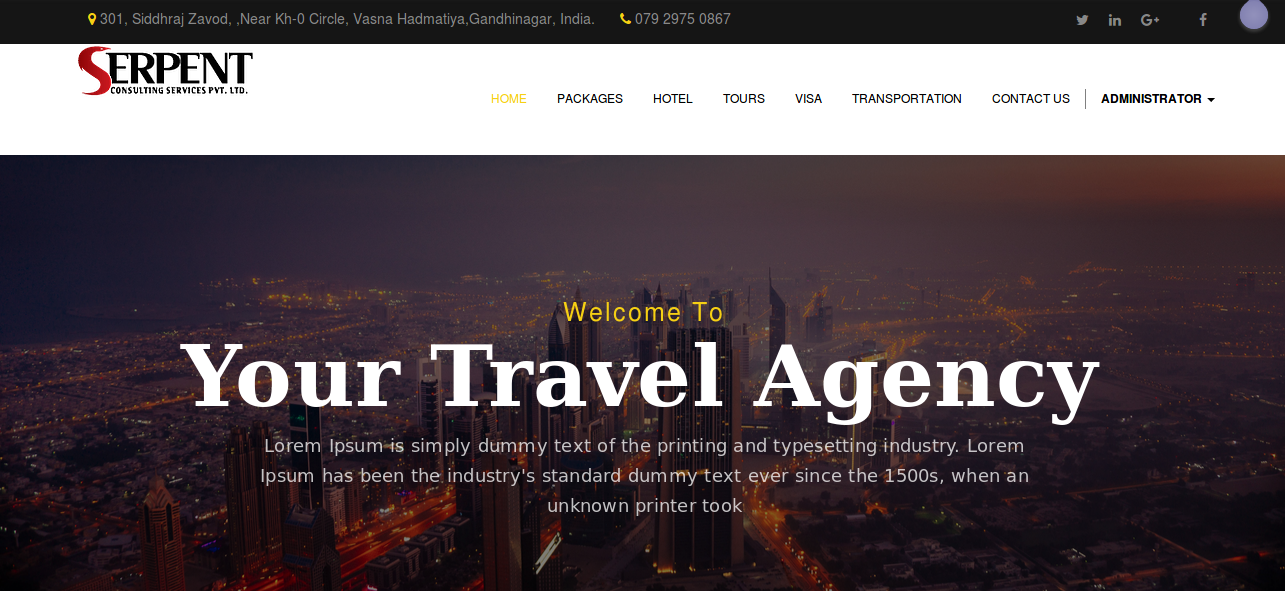 301, Siddhraj Zavod, ,Near Kh-0 Circle, Vasna Hadmatiya,Gandhinagar, India. 079 2975 0867
SERPENT
CONSULTING SERVICES PVT. LTD.
HOME PACKAGES HOTEL TOURS VISA TRANSPORTATION CONTACT US ADMINISTRATOR
Welcome To
Your Travel Agency
Lorem Ipsum is simply dummy text of the printing and typesetting industry. Lorem
Ipsum has been the industry's standard dummy text ever since the 1500s, when an
unknown printer took